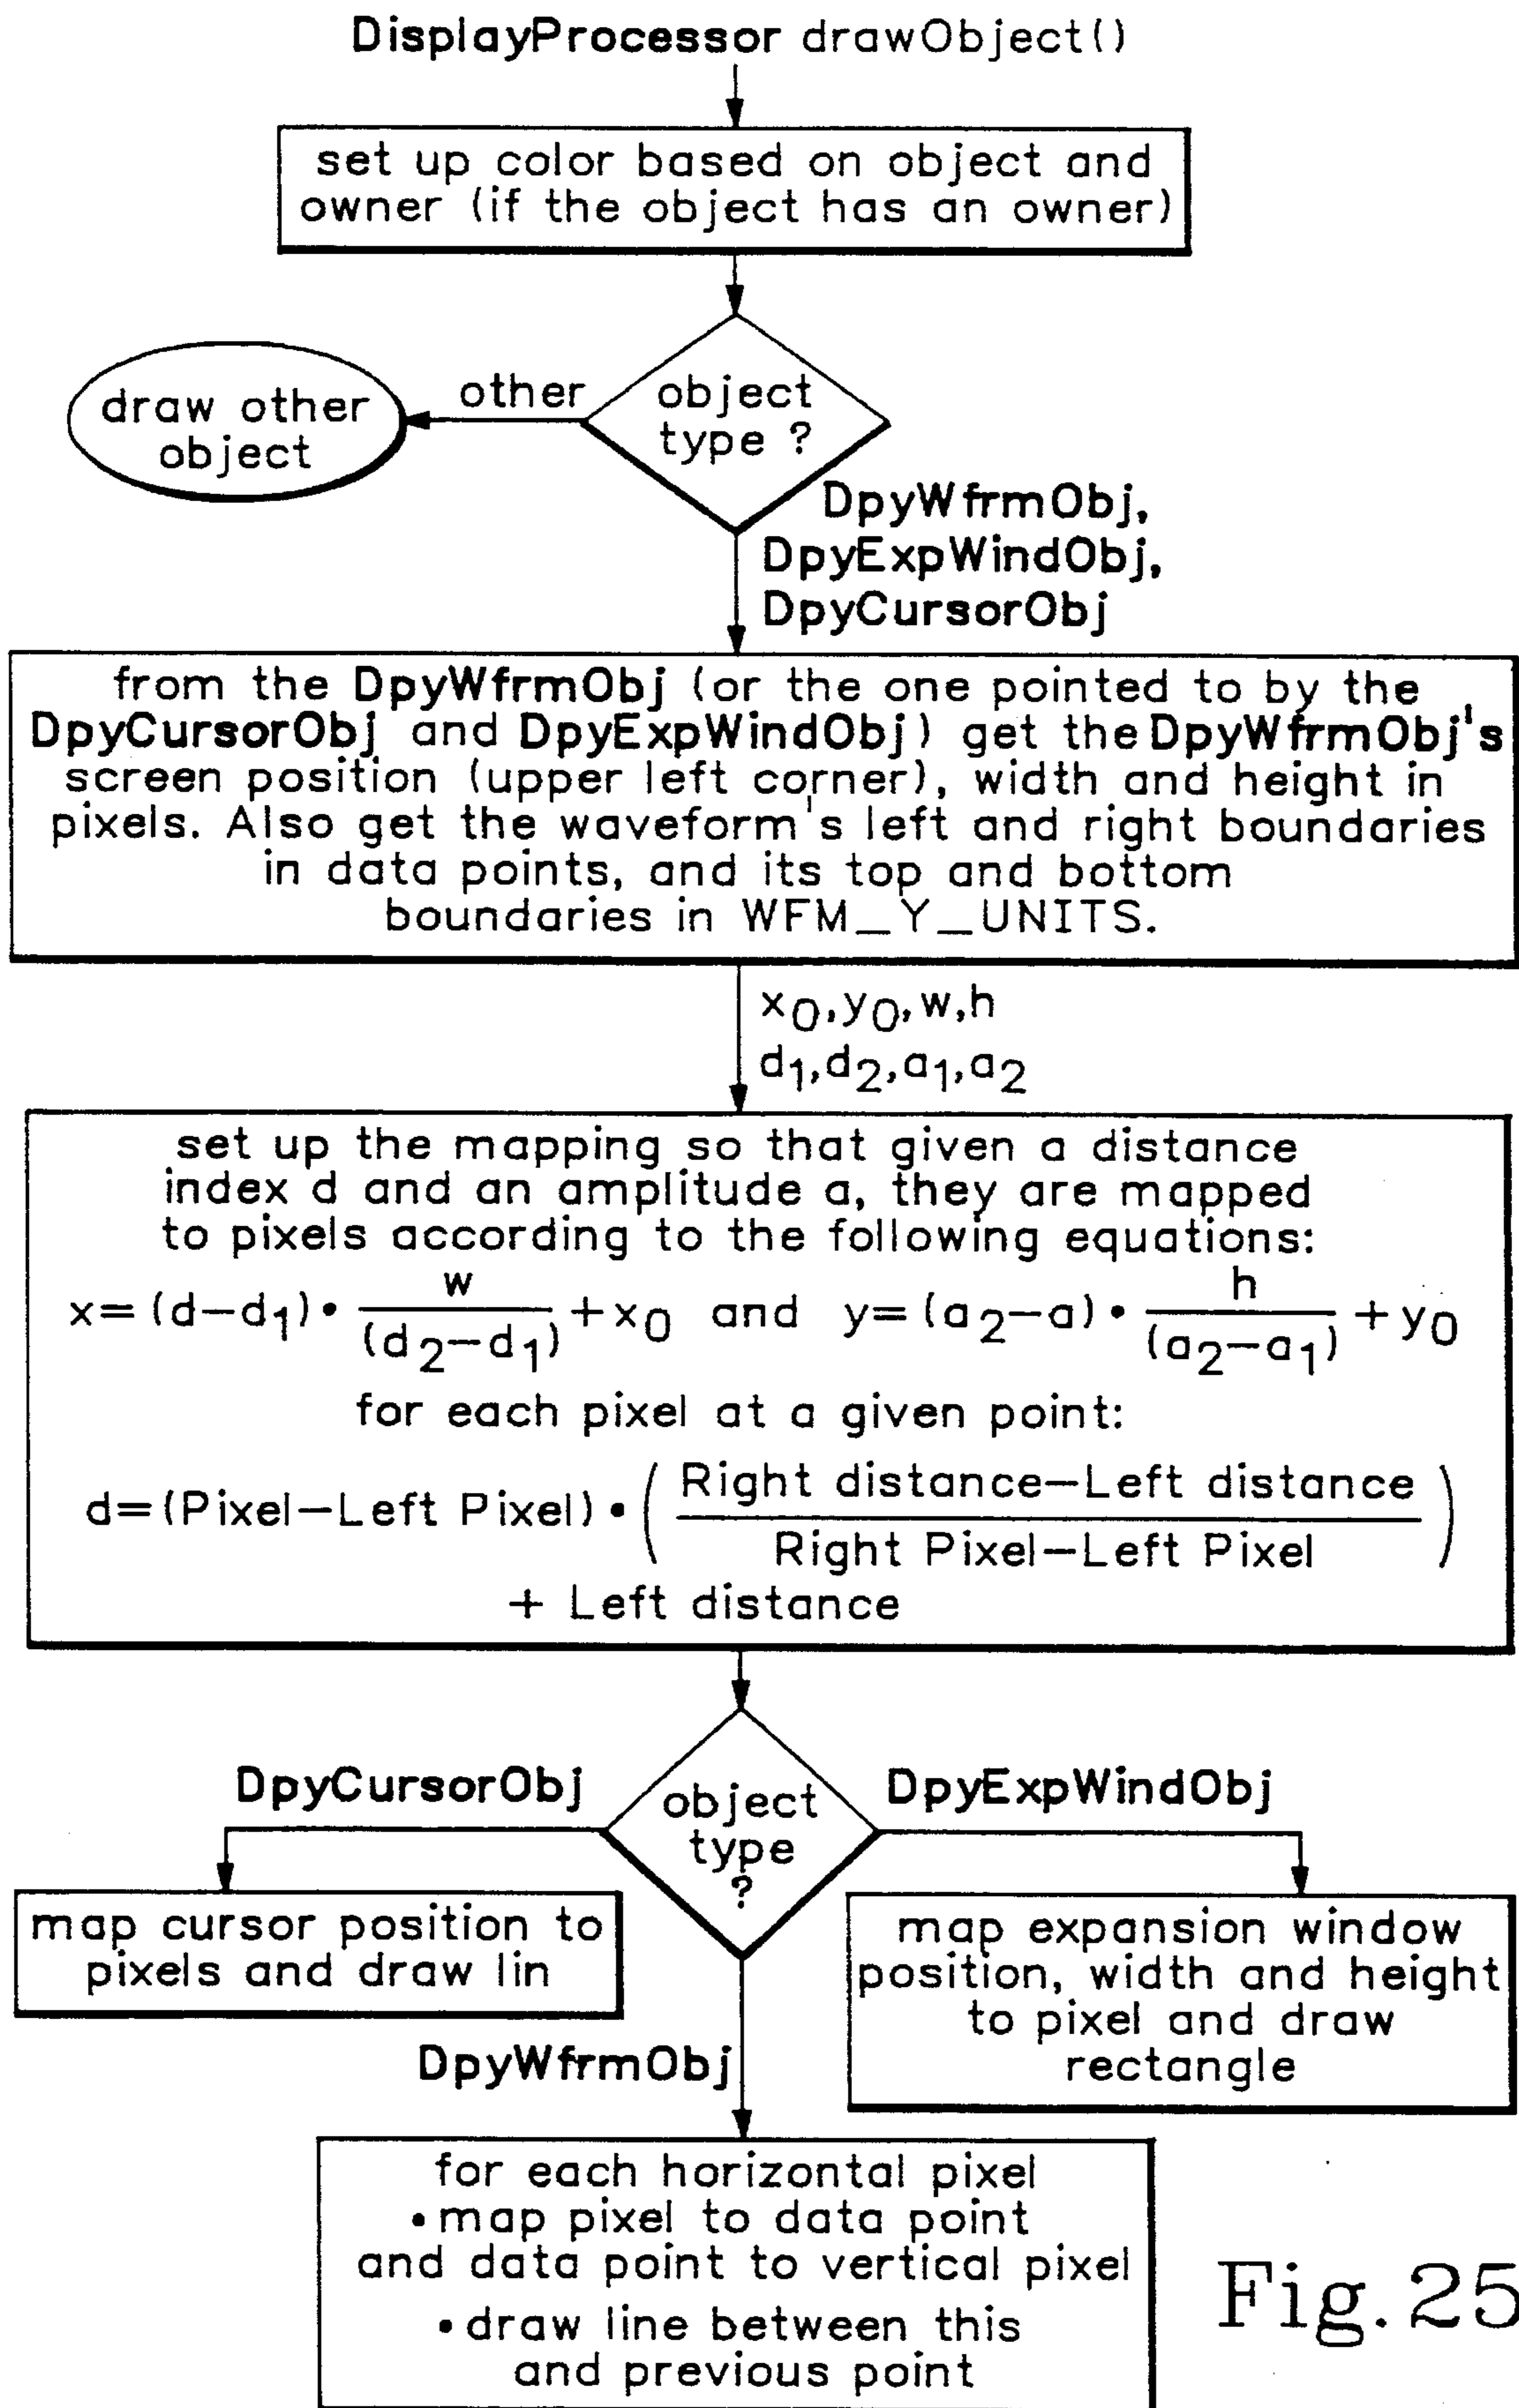 DisplayProcessor drawObject()
set up color based on object and
owner (if the object has an owner)
object
type ?
other
draw other
object
DpyWfrmObj,
DpyExpWindObj,
DpyCursorObj
from the DpyWfrmObj (or the one pointed to by the
DpyCursorObj and DpyExpWindObj) get the DpyWfrmObj's
screen position (upper left corner), width and height in
pixels. Also get the waveform's left and right boundaries
in data points, and its top and bottom
boundaries in WFM_Y_UNITS.
x0,y0,w,h
d1,d2,a1,a2
set up the mapping so that given a distance
index d and an amplitude a, they are mapped
to pixels according to the following equations:
x=(d-d1)• w/(d2-d1) +x0 and y=(a2-a)• h/(a2-a1) +y0
for each pixel at a given point:
d=(Pixel-Left Pixel)•(Right distance-Left distance/Right Pixel-Left Pixel)
+ Left distance
object
type
?
DpyCursorObj
DpyExpWindObj
map cursor position to
pixels and draw lin
map expansion window
position, width and height
to pixel and draw
rectangle
DpyWfrmObj
for each horizontal pixel
•map pixel to data point
and data point to vertical pixel
•draw line between this
and previous point
Fig.25